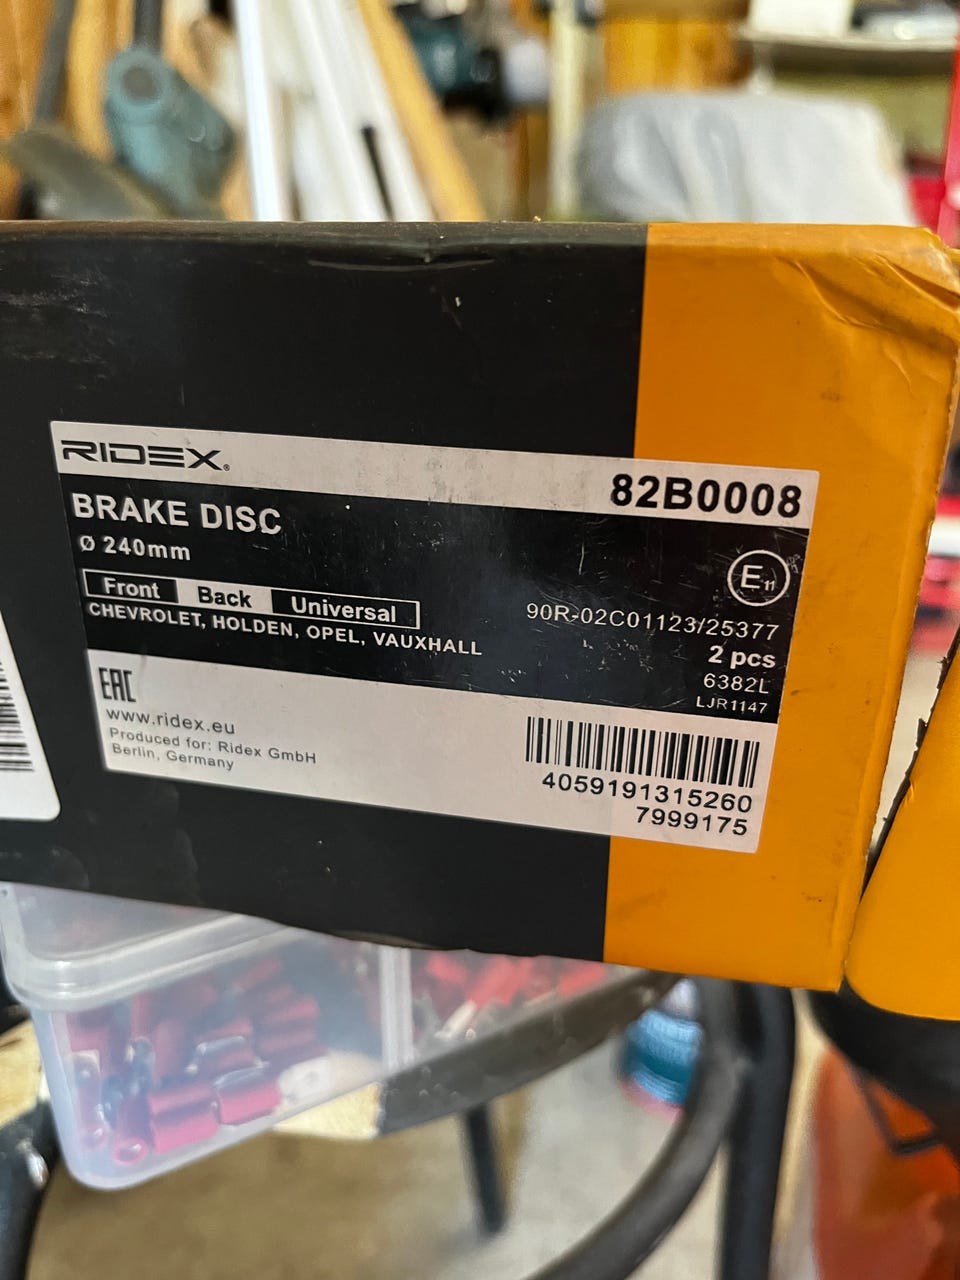 RIDEX®
82B0008
BRAKE DISC
Ø 240mm
Front Back Universal
CHEVROLET, HOLDEN, OPEL, VAUXHALL
E11
90R-02C01123/25377
2 pcs
6382L
LJR1147
EAC
www.ridex.eu
Produced for: Ridex GmbH
Berlin, Germany
4059191315260
7999175